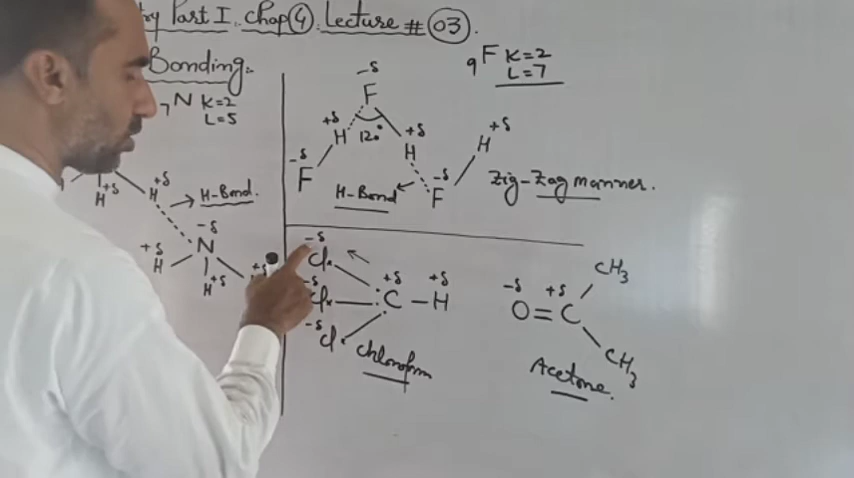 ry Part I. Chap (4). Lecture # (03).
Bonding:-
7N K=2
L=5
9F K=2
L=7
-δ
F
+δ
H
120°
+δ
H
-δ
F
H-Bond
-δ
F
H
+δ
Zig-Zag manner.
+δ
H
+δ
H
H-Bond.
-δ
N
+δ
H
H
+δ
+δ
-δ
Cl
-δ
Cl
-δ
Cl
+δ +δ
C-H
Chloroform
-δ +δ
O=C
CH3
CH3
Acetone.